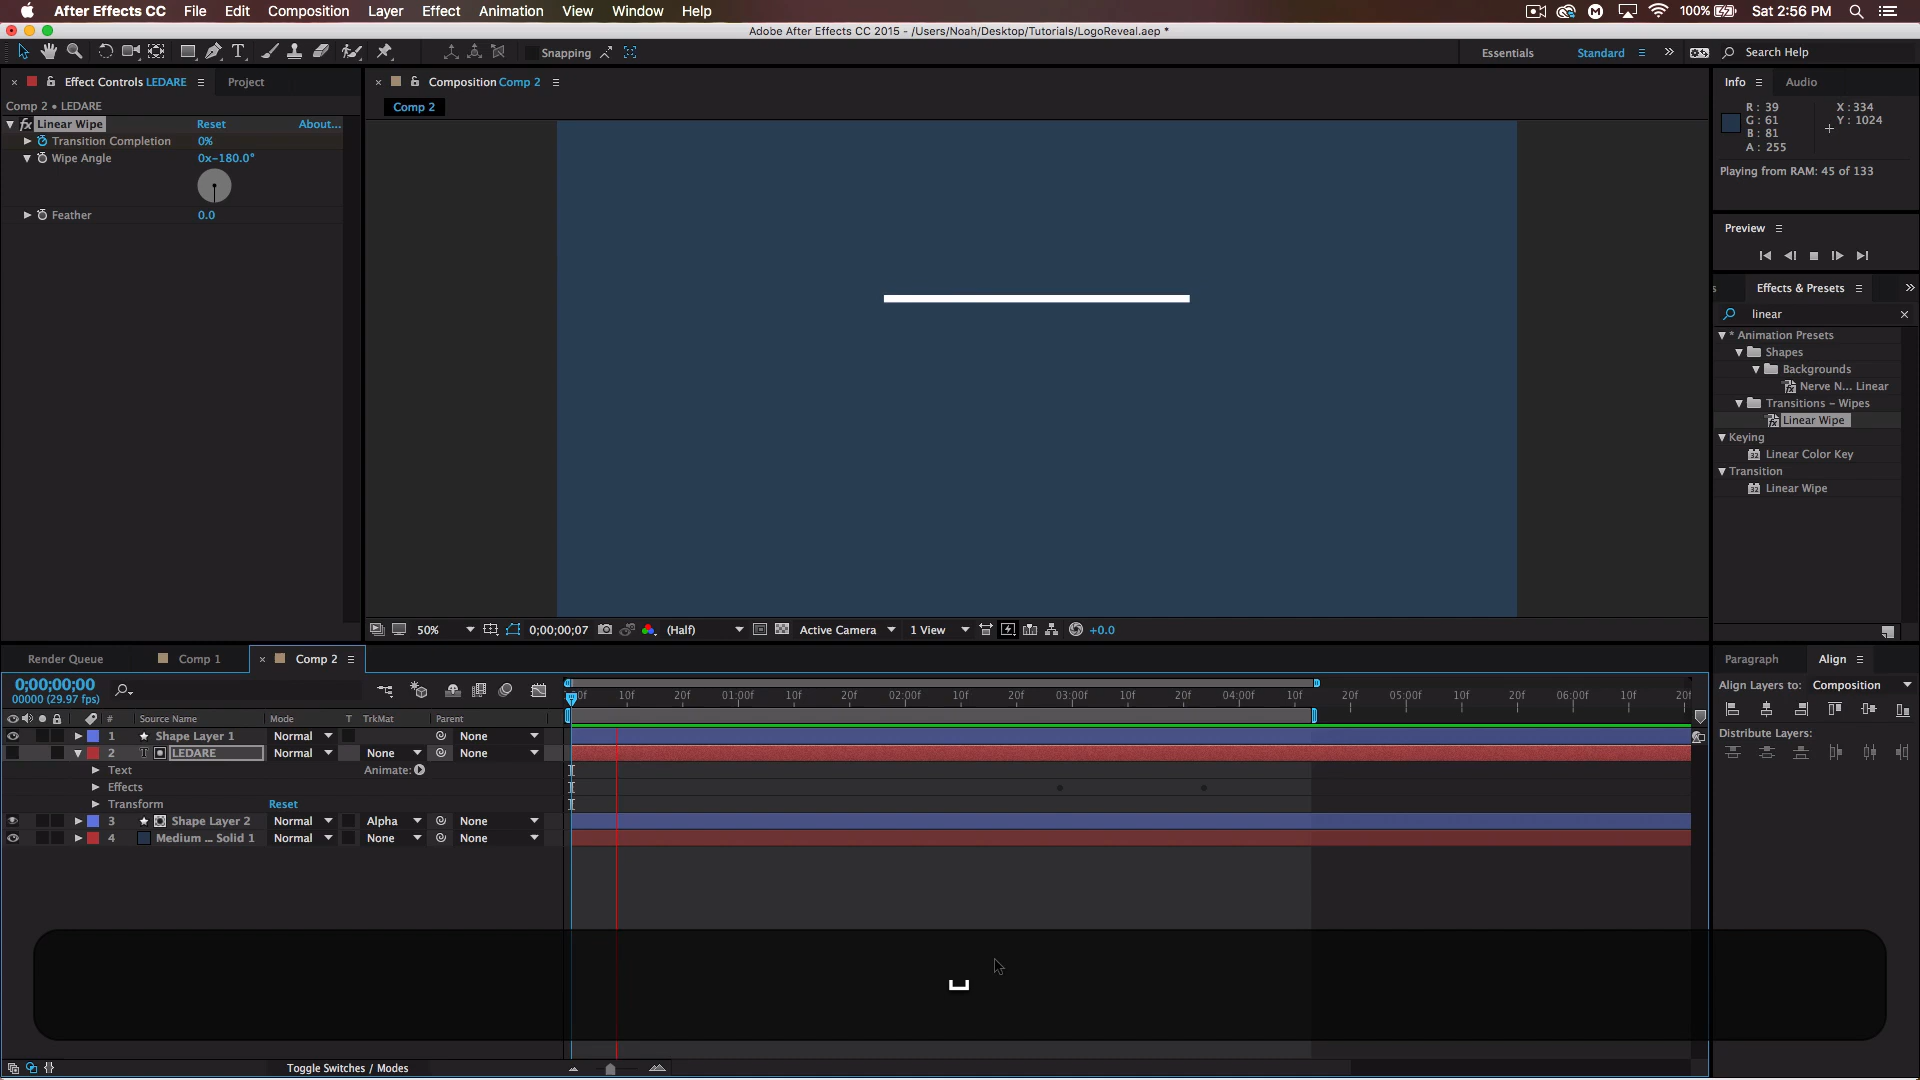 After Effects CC File Edit Composition Layer Effect Animation View Window Help 100% Sat 2:56 PM
Adobe After Effects CC 2015 - /Users/Noah/Desktop/Tutorials/LogoReveal.aep *
Snapping Essentials Standard Search Help
Effect Controls LEDARE Project
Comp 2 • LEDARE
fx Linear Wipe Reset About...
Transition Completion 0%
Wipe Angle 0x-180.0°
Feather 0.0
Composition Comp 2
Comp 2
50% 0;00;00;07 (Half) Active Camera 1 View +0.0
Info Audio
R: 39 X: 334
G: 61 Y: 1024
B: 81
A: 255
Playing from RAM: 45 of 133
Preview
Effects & Presets
linear
* Animation Presets
Shapes
Backgrounds
Nerve N... Linear
Transitions - Wipes
Linear Wipe
Keying
Linear Color Key
Transition
Linear Wipe
Render Queue Comp 1 Comp 2
0;00;00;00
00000 (29.97 fps)
10f 20f 01:00f 10f 20f 02:00f 10f 20f 03:00f 10f 20f 04:00f 10f 20f 05:00f 10f 20f 06:00f 10f 20f
# Source Name Mode T TrkMat Parent
1 Shape Layer 1 Normal None
2 T LEDARE Normal None None
Text Animate:
Effects
Transform Reset
3 Shape Layer 2 Normal Alpha None
4 Medium ... Solid 1 Normal None None
Toggle Switches / Modes
Paragraph Align
Align Layers to: Composition
Distribute Layers: